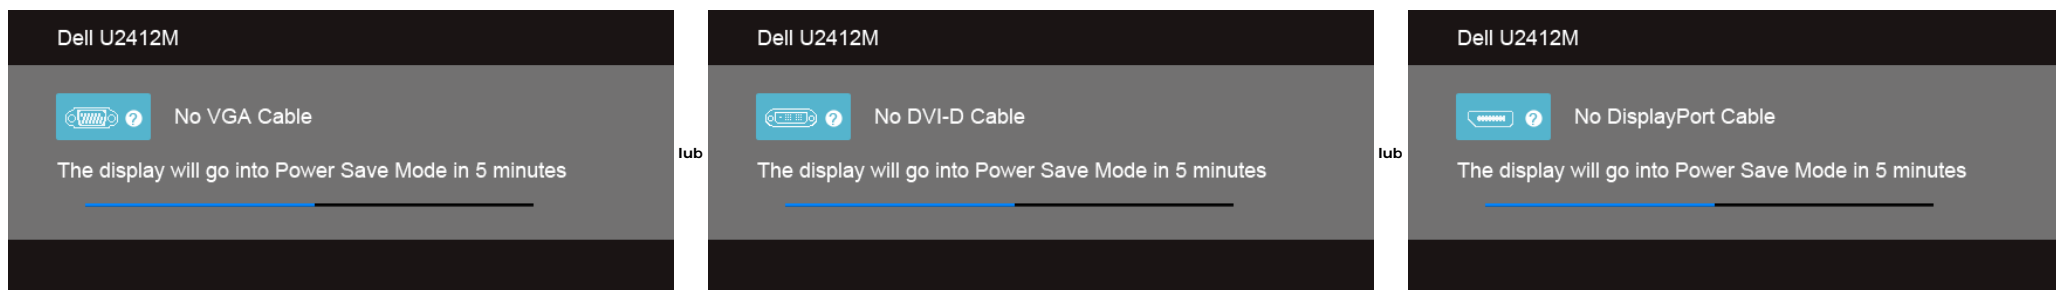 Dell U2412M
No VGA Cable
The display will go into Power Save Mode in 5 minutes
lub
Dell U2412M
No DVI-D Cable
The display will go into Power Save Mode in 5 minutes
lub
Dell U2412M
No DisplayPort Cable
The display will go into Power Save Mode in 5 minutes